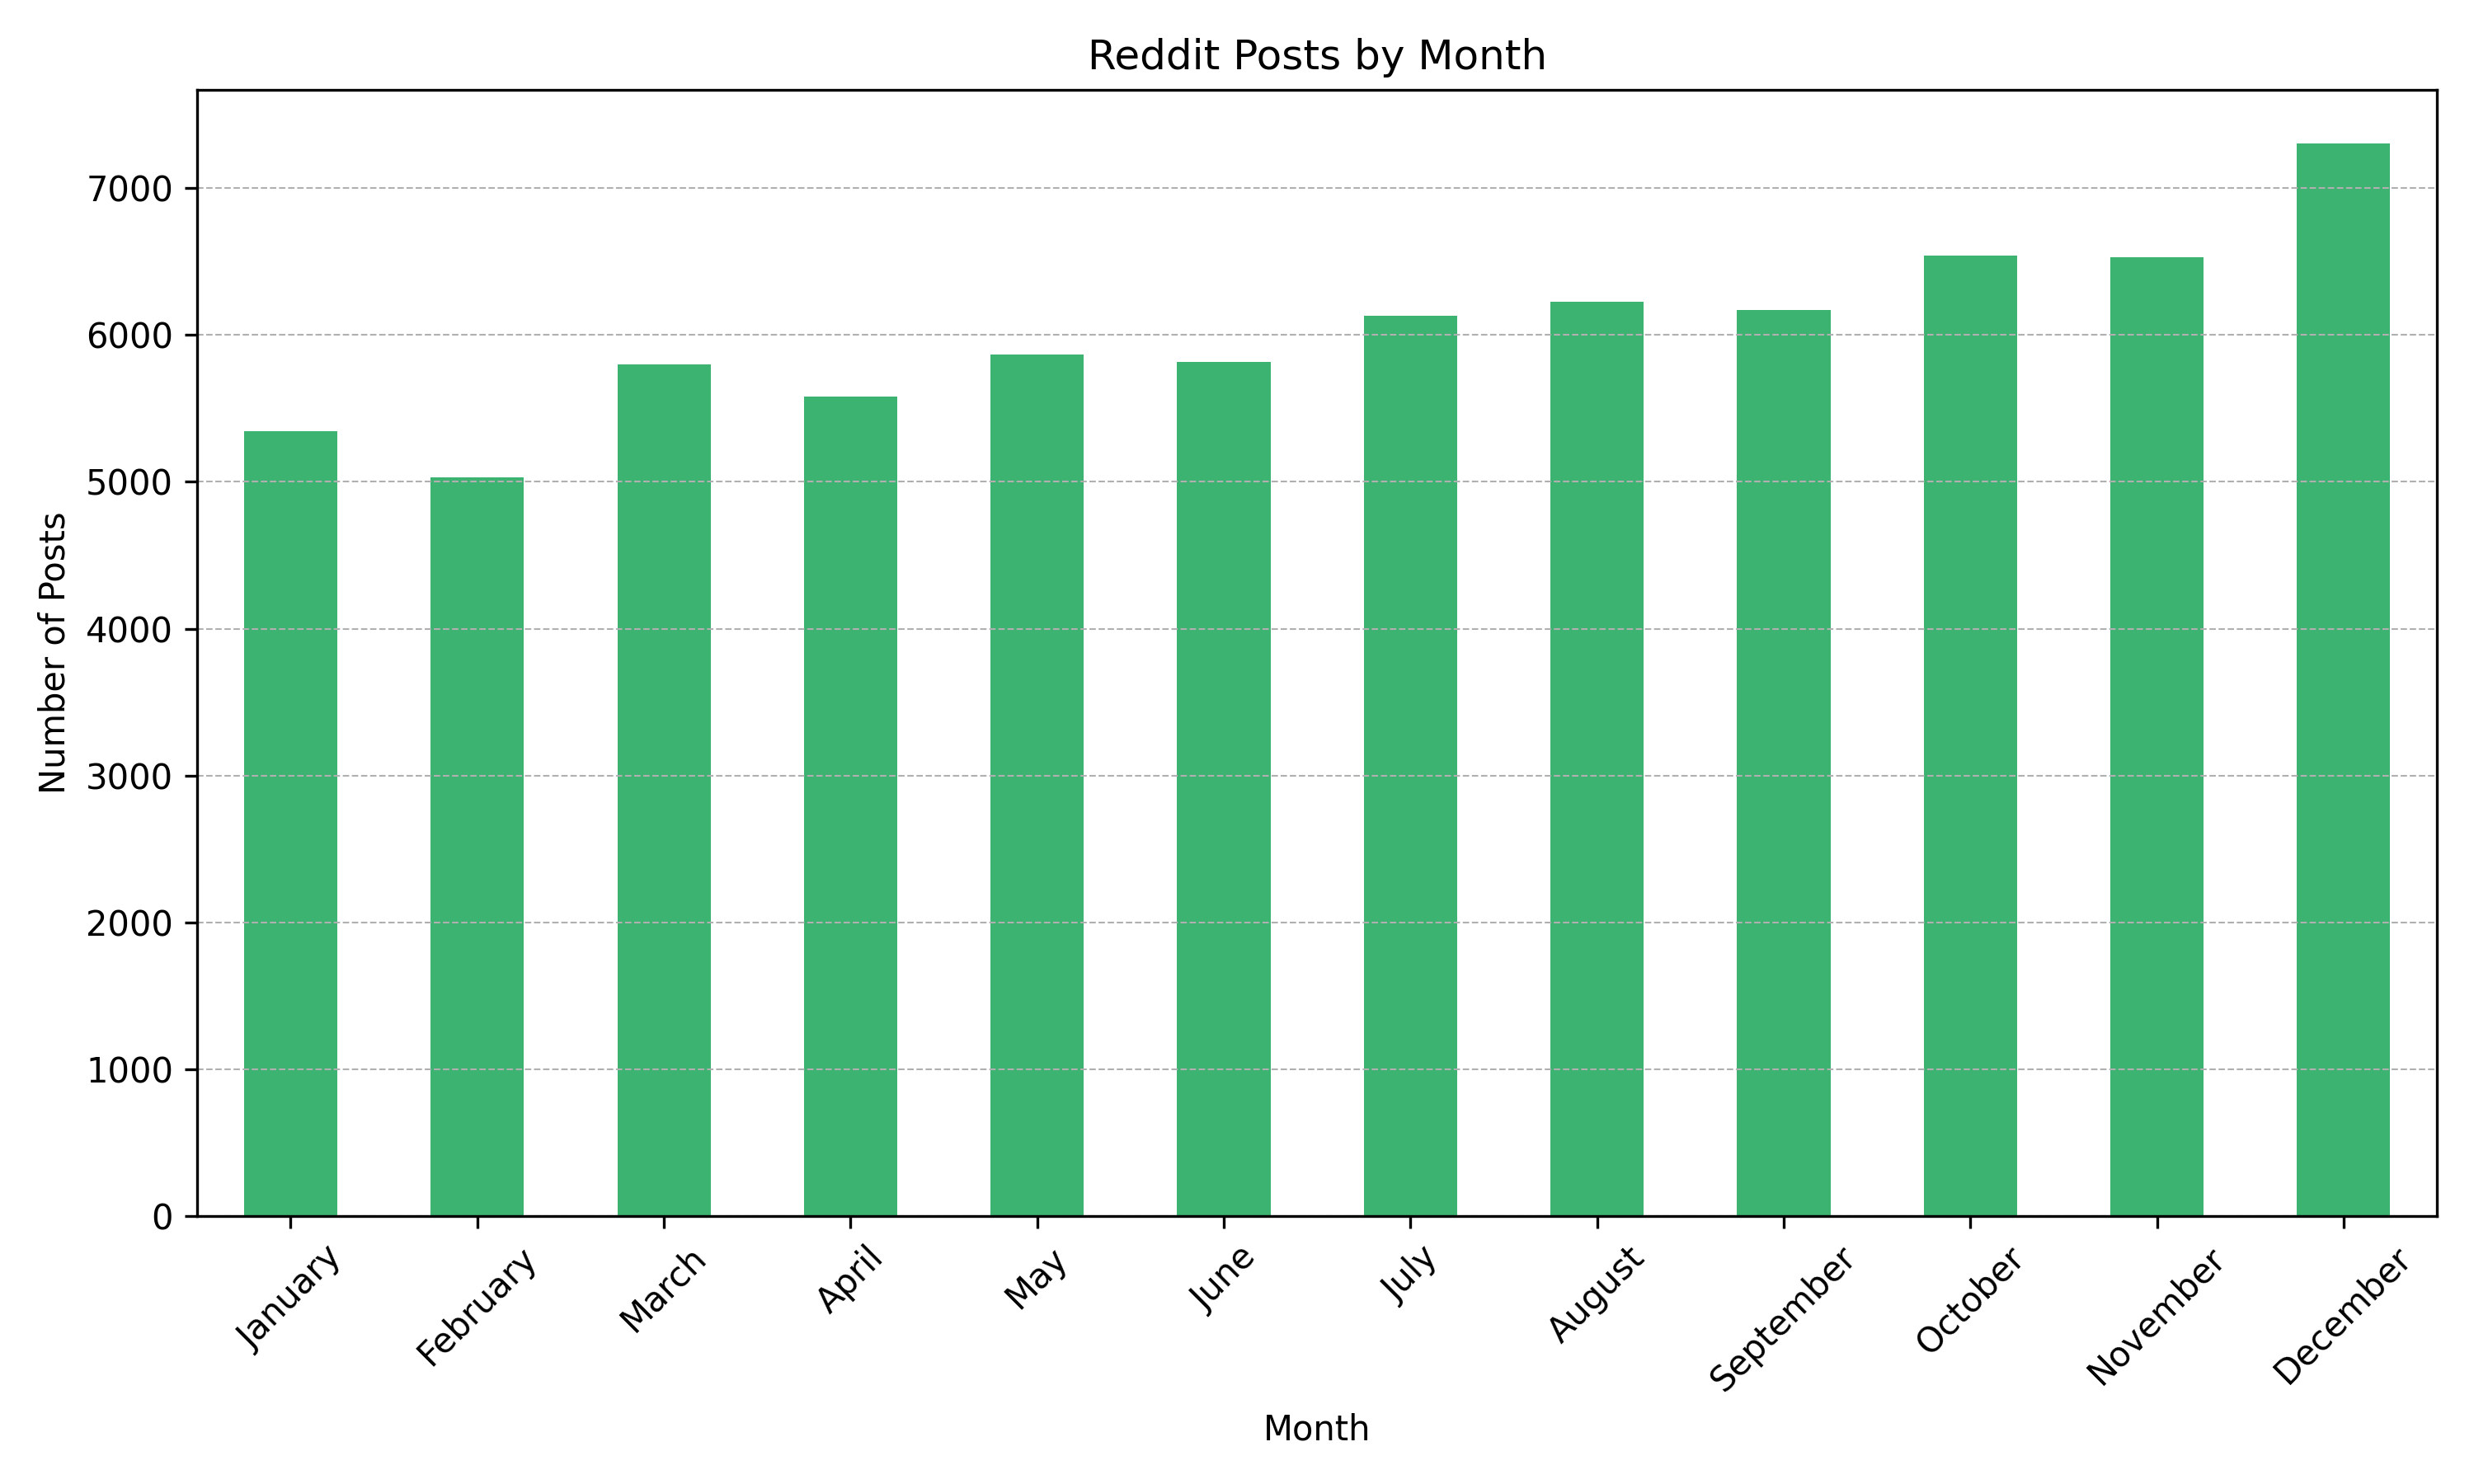 Reddit Posts by Month
Number of Posts
7000
6000
5000
4000
3000
2000
1000
0
January
February
March
April
May
June
July
August
September
October
November
December
Month